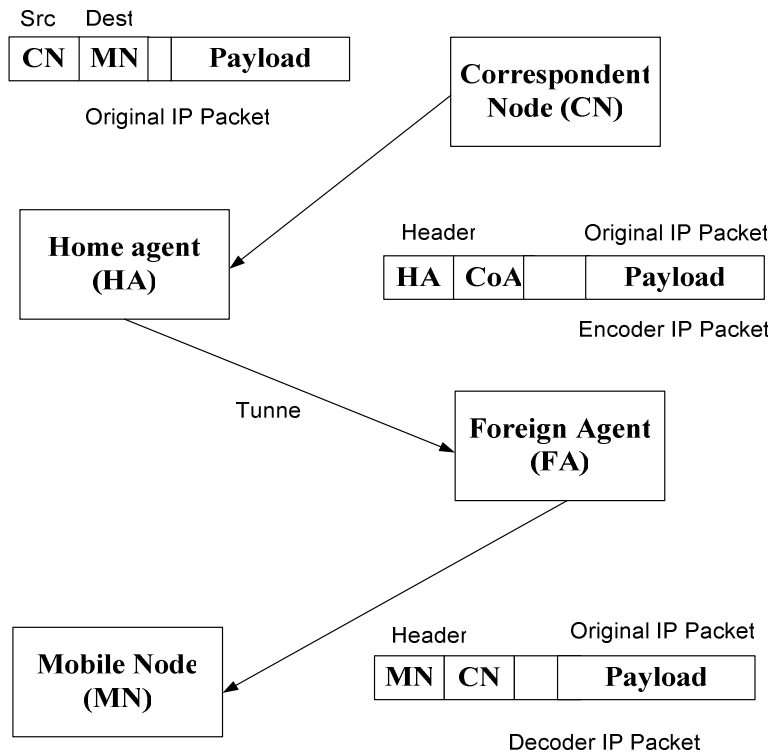 Src Dest
CN MN Payload
Original IP Packet
Correspondent
Node (CN)
Home agent
(HA)
Header Original IP Packet
HA CoA Payload
Encoder IP Packet
Tunne
Foreign Agent
(FA)
Mobile Node
(MN)
Header Original IP Packet
MN CN Payload
Decoder IP Packet